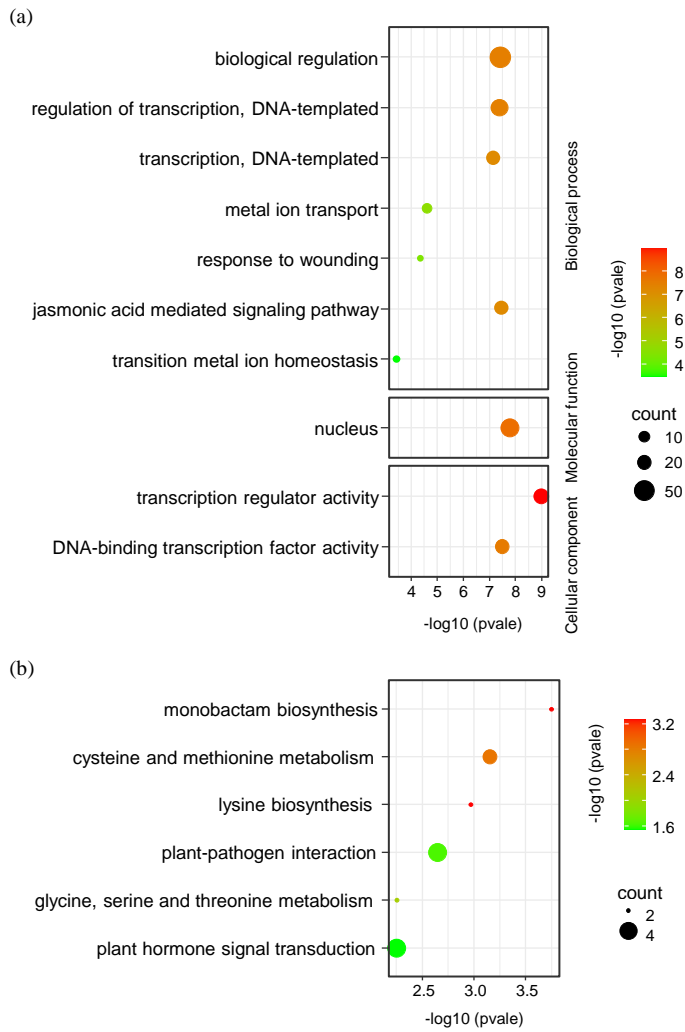 (a)
biological regulation
regulation of transcription, DNA-templated
transcription, DNA-templated
metal ion transport
response to wounding
jasmonic acid mediated signaling pathway
transition metal ion homeostasis
Biological process
nucleus
Molecular function
transcription regulator activity
DNA-binding transcription factor activity
Cellular component
4 5 6 7 8 9
-log10 (pvale)
-log10 (pvale)
8
7
6
5
4
count
10
20
50
(b)
monobactam biosynthesis
cysteine and methionine metabolism
lysine biosynthesis
plant-pathogen interaction
glycine, serine and threonine metabolism
plant hormone signal transduction
2.5 3.0 3.5
-log10 (pvale)
-log10 (pvale)
3.2
2.4
1.6
count
2
4